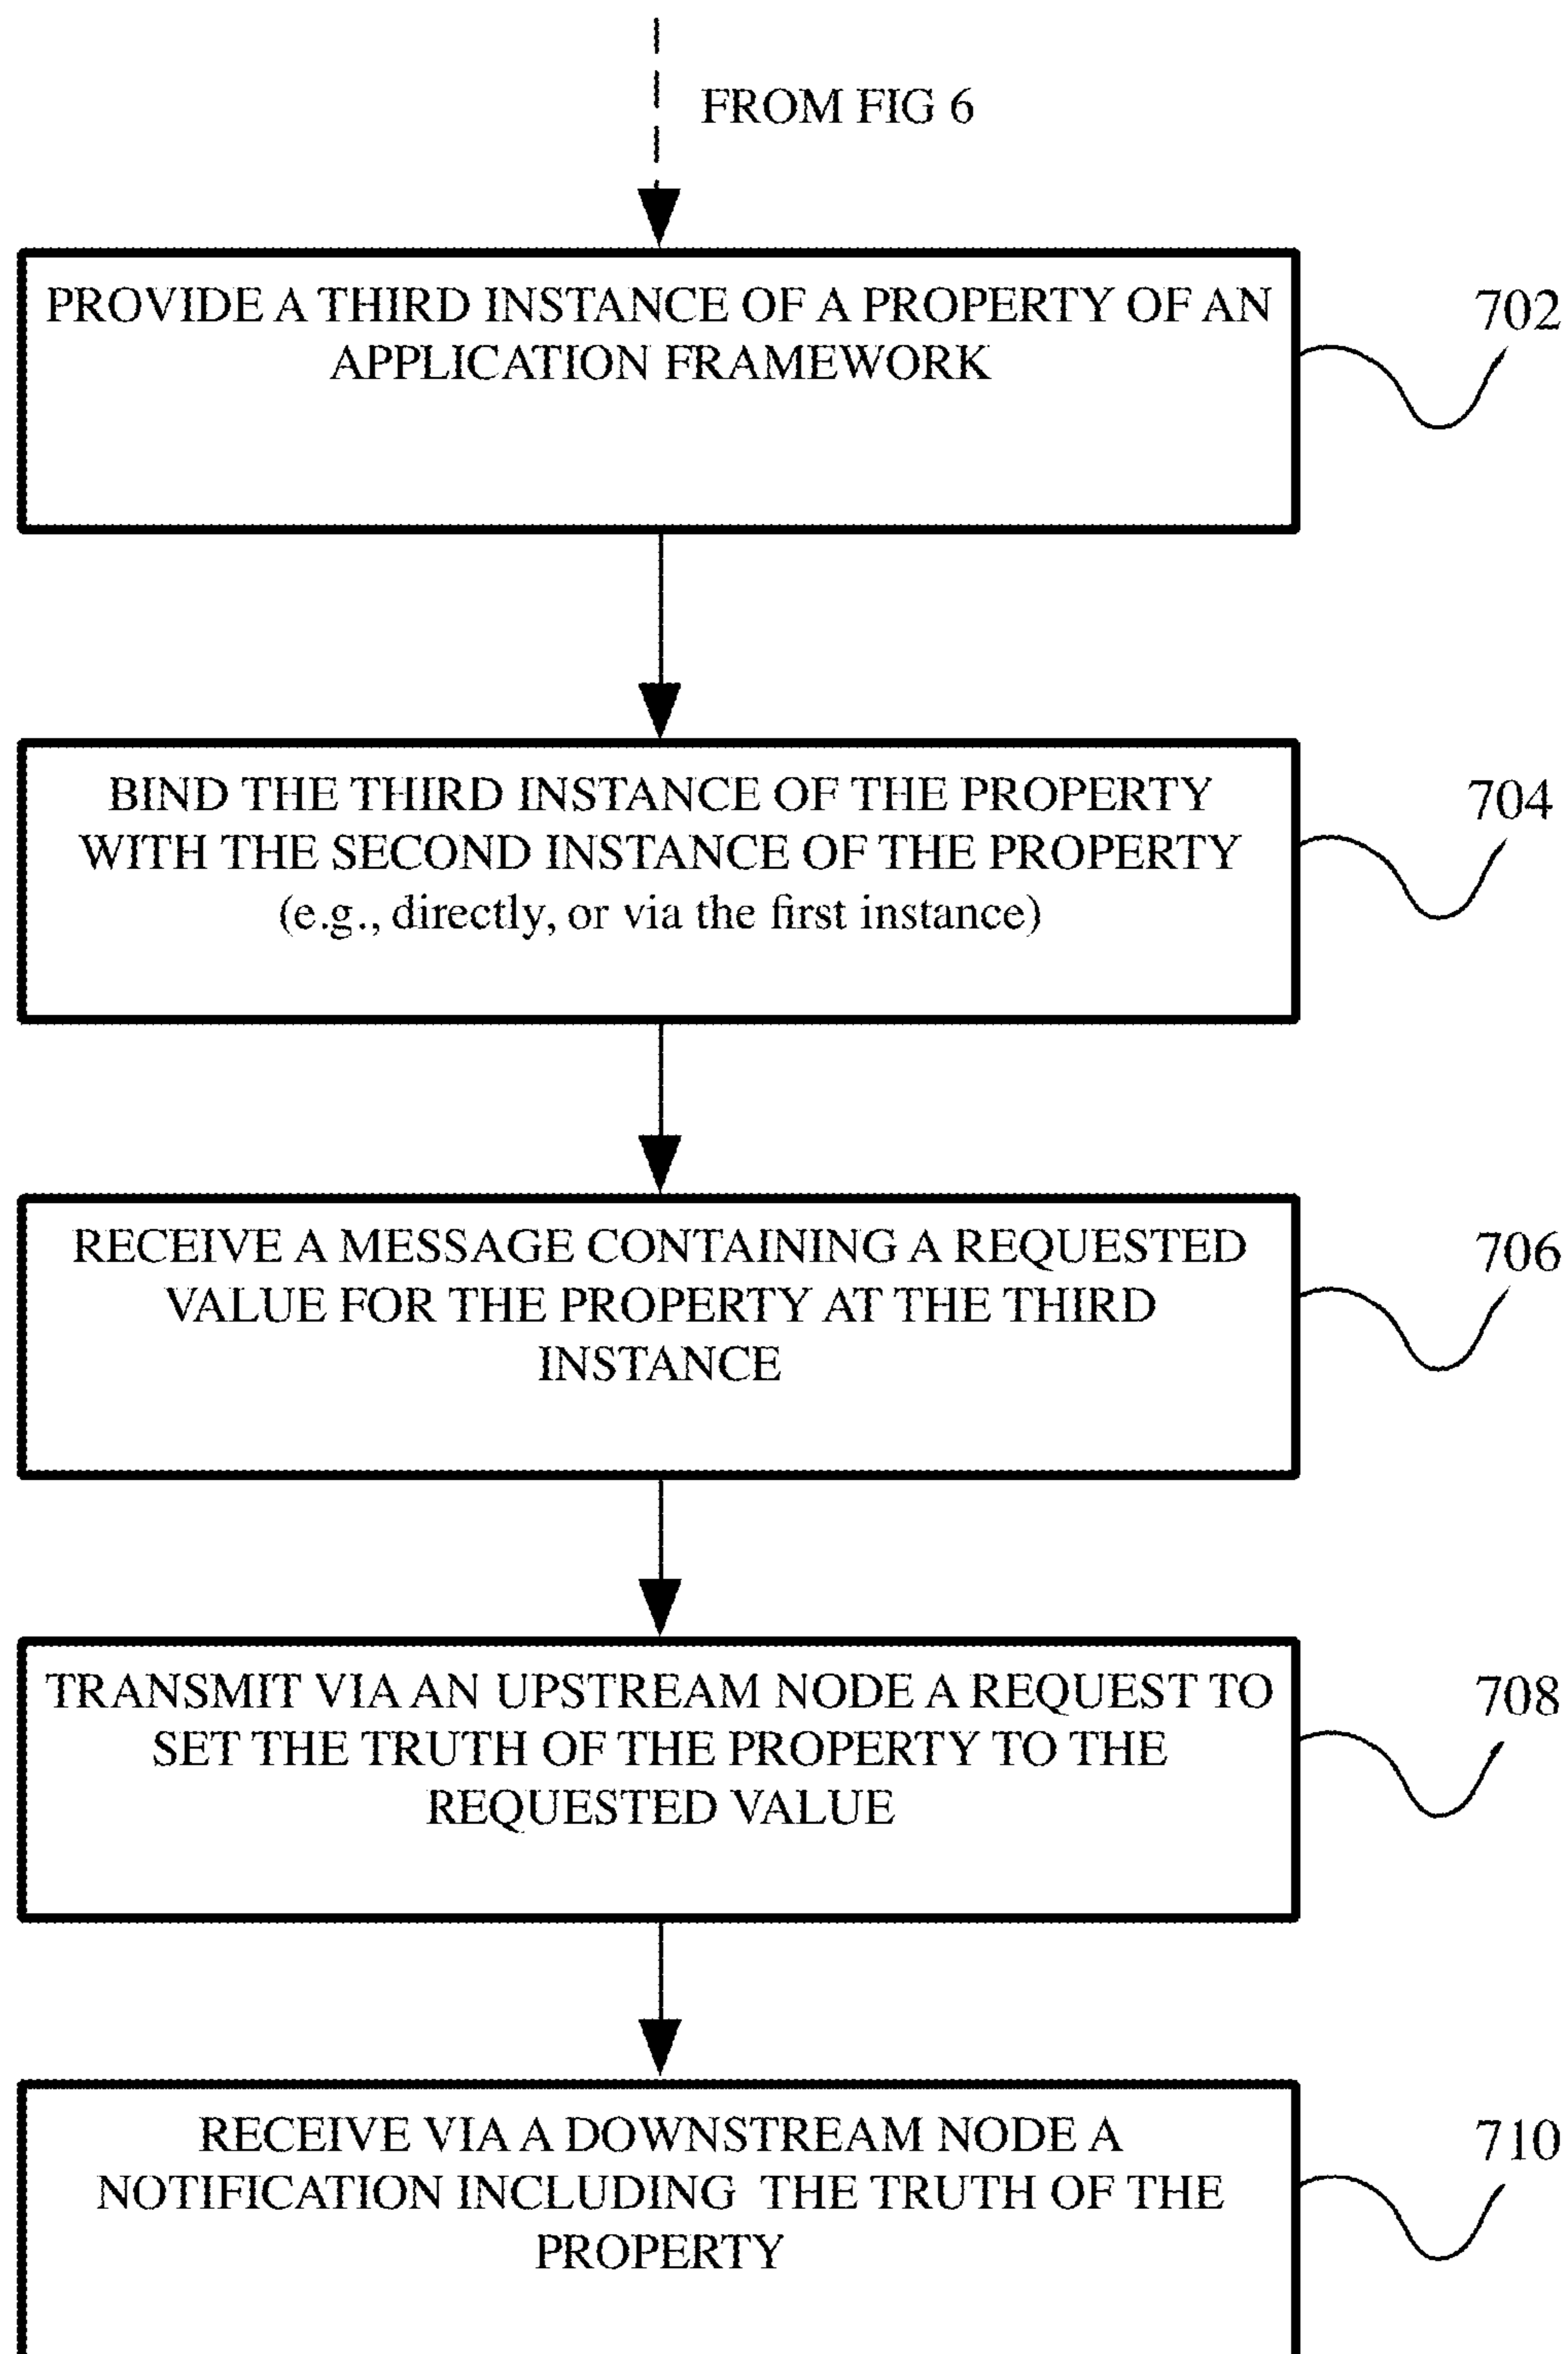 FROM FIG 6
PROVIDE A THIRD INSTANCE OF A PROPERTY OF AN
APPLICATION FRAMEWORK
702
BIND THE THIRD INSTANCE OF THE PROPERTY
WITH THE SECOND INSTANCE OF THE PROPERTY
(e.g., directly, or via the first instance)
704
RECEIVE A MESSAGE CONTAINING A REQUESTED
VALUE FOR THE PROPERTY AT THE THIRD
INSTANCE
706
TRANSMIT VIA AN UPSTREAM NODE A REQUEST TO
SET THE TRUTH OF THE PROPERTY TO THE
REQUESTED VALUE
708
RECEIVE VIA A DOWNSTREAM NODE A
NOTIFICATION INCLUDING THE TRUTH OF THE
PROPERTY
710